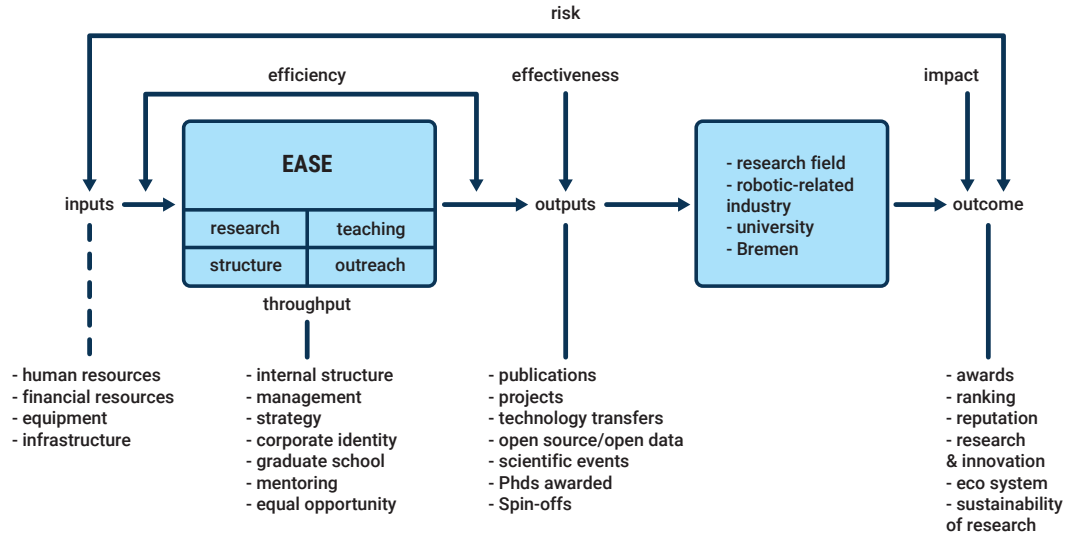 risk
efficiency
effectiveness
impact
EASE
research
teaching
structure
outreach
throughput
inputs
outputs
- research field
- robotic-related
industry
- university
- Bremen
outcome
- human resources
- financial resources
- equipment
- infrastructure
- internal structure
- management
- strategy
- corporate identity
- graduate school
- mentoring
- equal opportunity
- publications
- projects
- technology transfers
- open source/open data
- scientific events
- Phds awarded
- Spin-offs
- awards
- ranking
- reputation
- research
& innovation
- eco system
- sustainability
of research